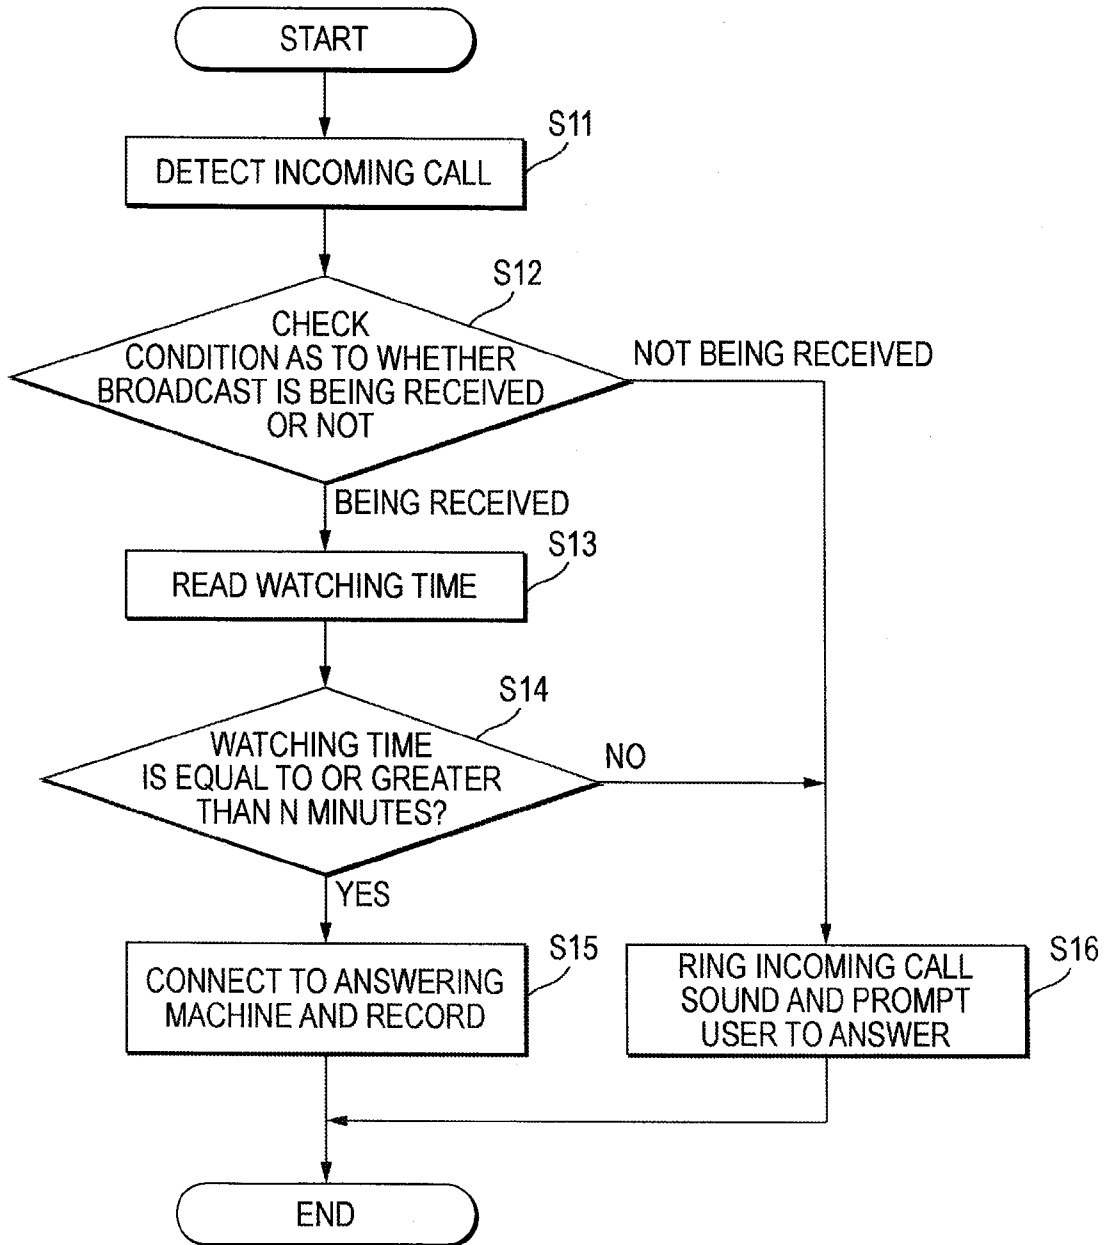 START
S11
DETECT INCOMING CALL
S12
CHECK
CONDITION AS TO WHETHER
BROADCAST IS BEING RECEIVED
OR NOT
NOT BEING RECEIVED
BEING RECEIVED
S13
READ WATCHING TIME
S14
WATCHING TIME
IS EQUAL TO OR GREATER
THAN N MINUTES?
NO
YES
S15
CONNECT TO ANSWERING
MACHINE AND RECORD
S16
RING INCOMING CALL
SOUND AND PROMPT
USER TO ANSWER
END